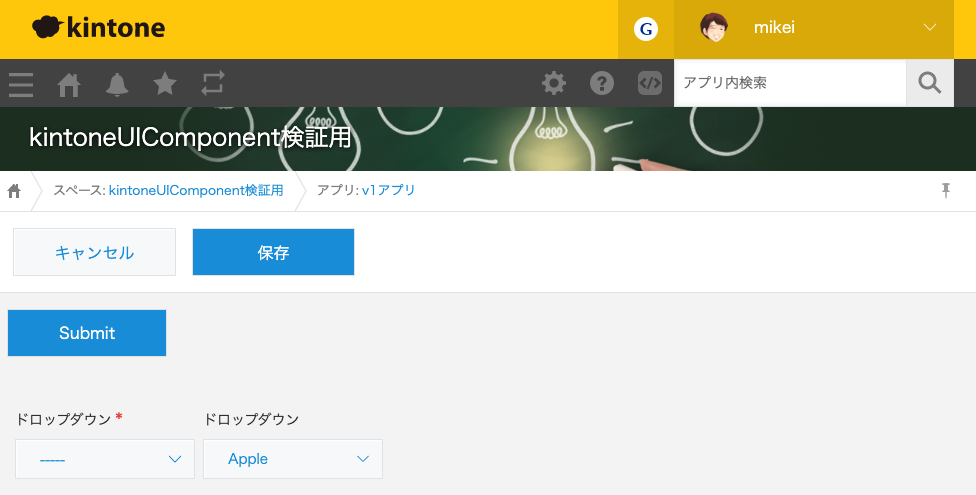 kintone
G
mikei
アプリ内検索
kintoneUIComponent検証用
スペース: kintoneUIComponent検証用
アプリ: v1アプリ
キャンセル
保存
Submit
ドロップダウン *
ドロップダウン
-----
Apple